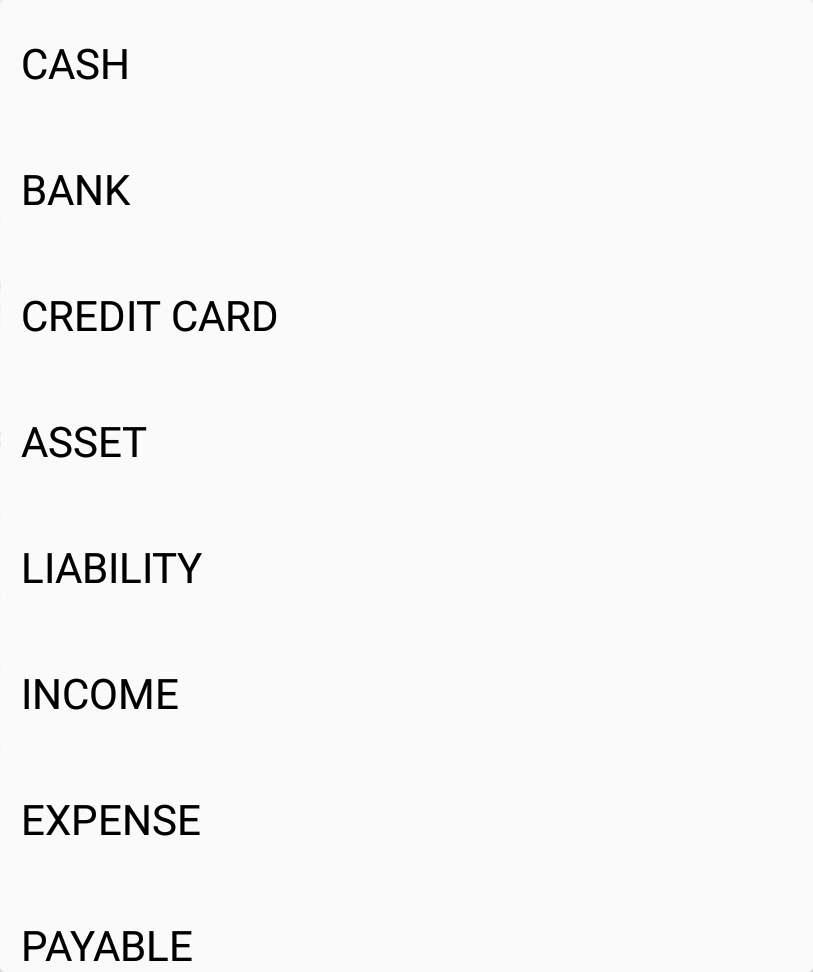 CASH
BANK
CREDIT CARD
ASSET
LIABILITY
INCOME
EXPENSE
PAYABLE